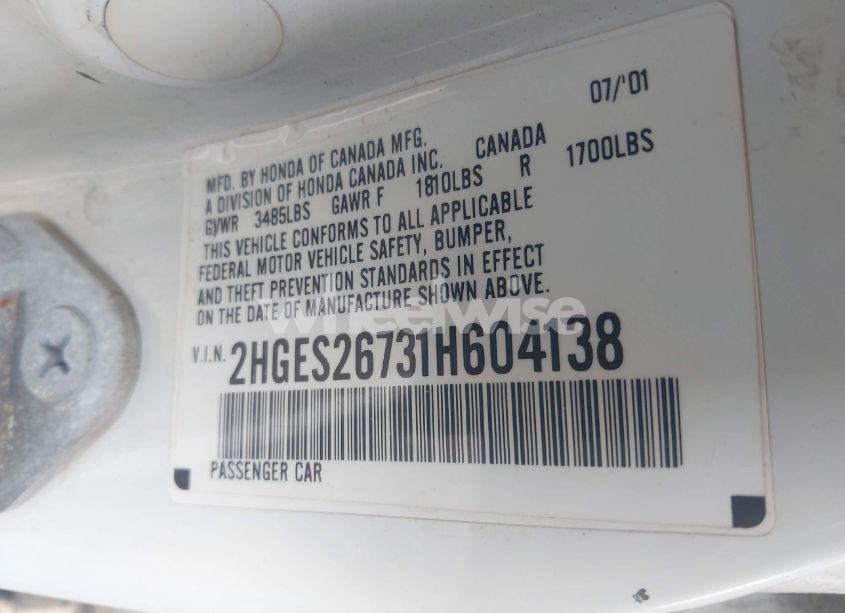 07/'01
MFD. BY HONDA OF CANADA MFG.
A DIVISION OF HONDA CANADA INC. CANADA
GVWR 3485LBS GAWR F 1810LBS R 1700LBS
THIS VEHICLE CONFORMS TO ALL APPLICABLE
FEDERAL MOTOR VEHICLE SAFETY, BUMPER,
AND THEFT PREVENTION STANDARDS IN EFFECT
ON THE DATE OF MANUFACTURE SHOWN ABOVE.
wheelwise
V.I.N. 2HGES26731H604138
PASSENGER CAR